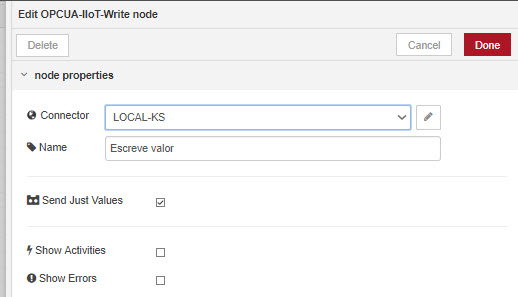 Edit OPCUA-IIoT-Write node
Delete Cancel Done
node properties
Connector LOCAL-KS
Name Escreve valor
Send Just Values
Show Activities
Show Errors